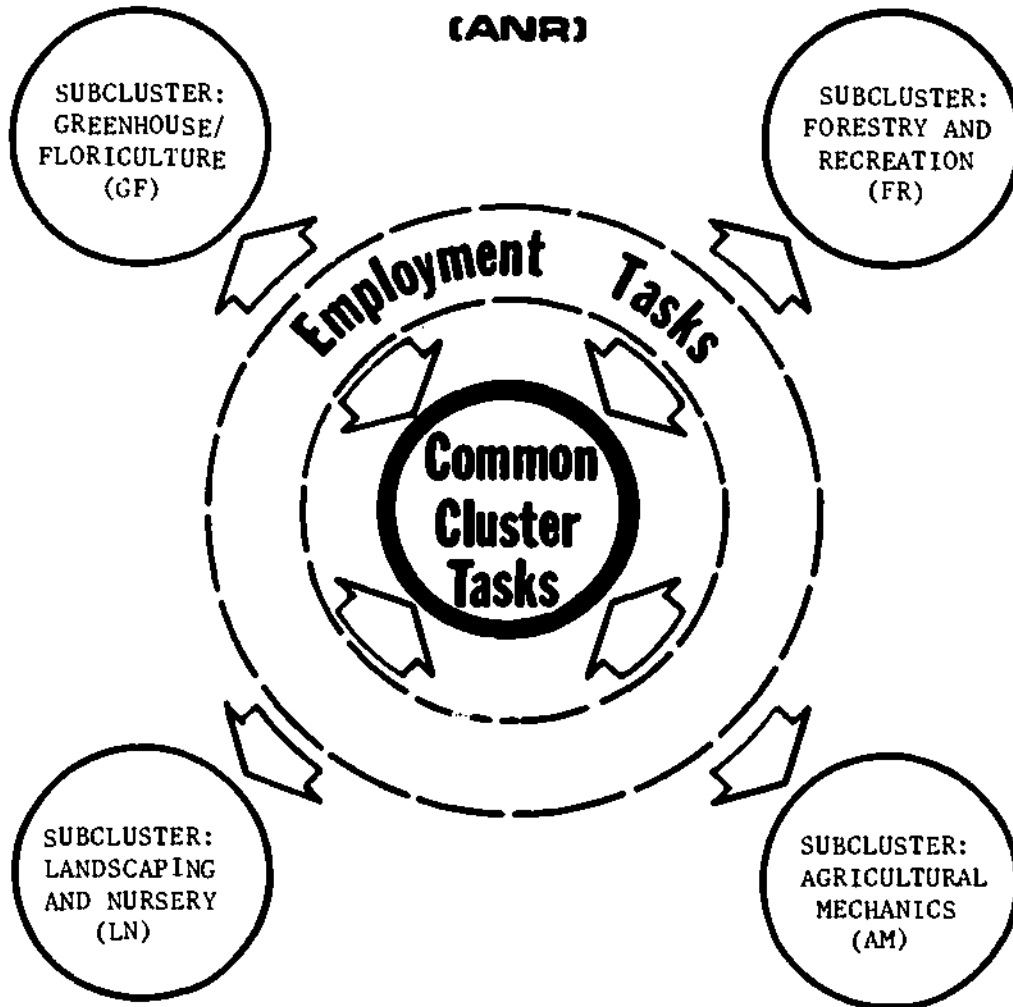 (ANR)
SUBCLUSTER:
GREENHOUSE/
FLORICULTURE
(GF)
SUBCLUSTER:
FORESTRY AND
RECREATION
(FR)
Employment Tasks
Common
Cluster
Tasks
SUBCLUSTER:
LANDSCAPING
AND NURSERY
(LN)
SUBCLUSTER:
AGRICULTURAL
MECHANICS
(AM)